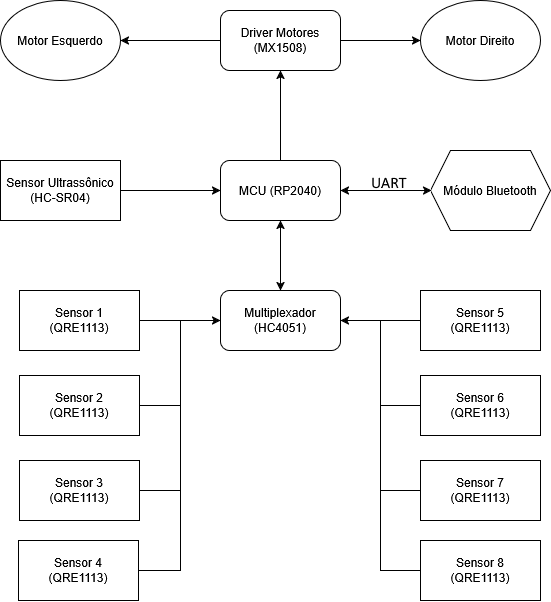 Motor Esquerdo
Driver Motores
(MX1508)
Motor Direito
Sensor Ultrassônico
(HC-SR04)
MCU (RP2040)
UART
Módulo Bluetooth
Sensor 1
(QRE1113)
Multiplexador
(HC4051)
Sensor 5
(QRE1113)
Sensor 2
(QRE1113)
Sensor 6
(QRE1113)
Sensor 3
(QRE1113)
Sensor 7
(QRE1113)
Sensor 4
(QRE1113)
Sensor 8
(QRE1113)